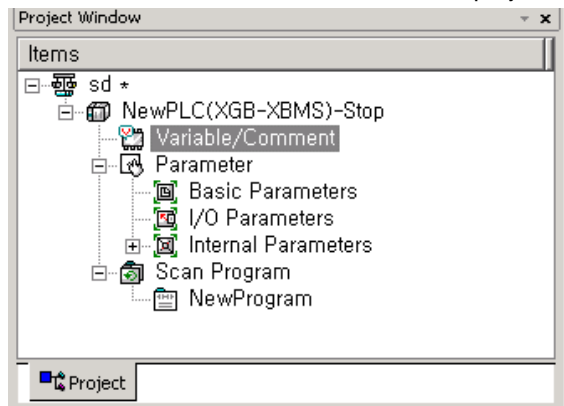 Project Window
Items
sd *
NewPLC(XGB-XBMS)-Stop
Variable/Comment
Parameter
Basic Parameters
I/O Parameters
Internal Parameters
Scan Program
NewProgram
Project